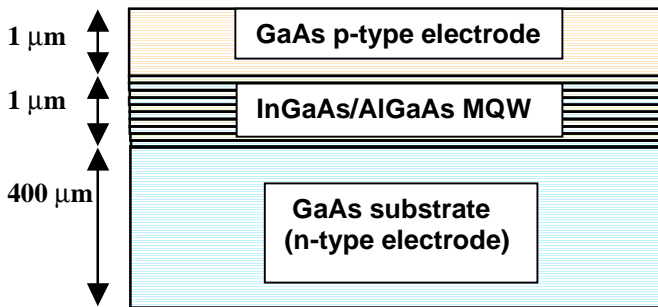 1 μm
GaAs p-type electrode
1 μm
InGaAs/AlGaAs MQW
400 μm
GaAs substrate
(n-type electrode)